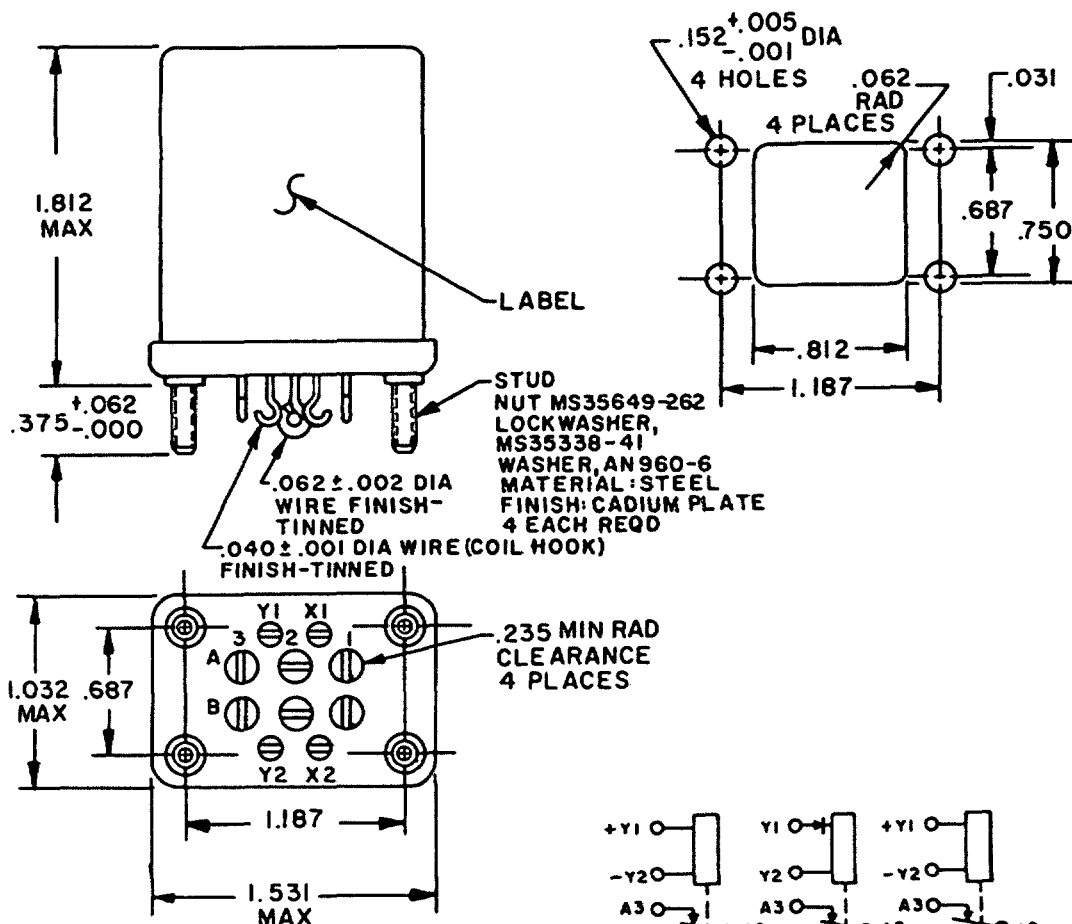 1.812
MAX
.375 +.062
-.000
LABEL
STUD
NUT MS35649-262
LOCKWASHER,
MS35338-41
WASHER, AN960-6
MATERIAL: STEEL
FINISH: CADIUM PLATE
4 EACH REQD
.062±.002 DIA
WIRE FINISH-
TINNED
.040±.001 DIA WIRE (COIL HOOK)
FINISH-TINNED
.152 +.005
-.001 DIA
4 HOLES
.062
RAD
4 PLACES
.031
.687
.750
.812
1.187
Y1 X1
3 2 1
A
B
Y2 X2
.235 MIN RAD
CLEARANCE
4 PLACES
1.032
MAX
.687
1.187
1.531
MAX
+Y1 Y1 +Y1
-Y2 Y2 -Y2
A3 A3 A3